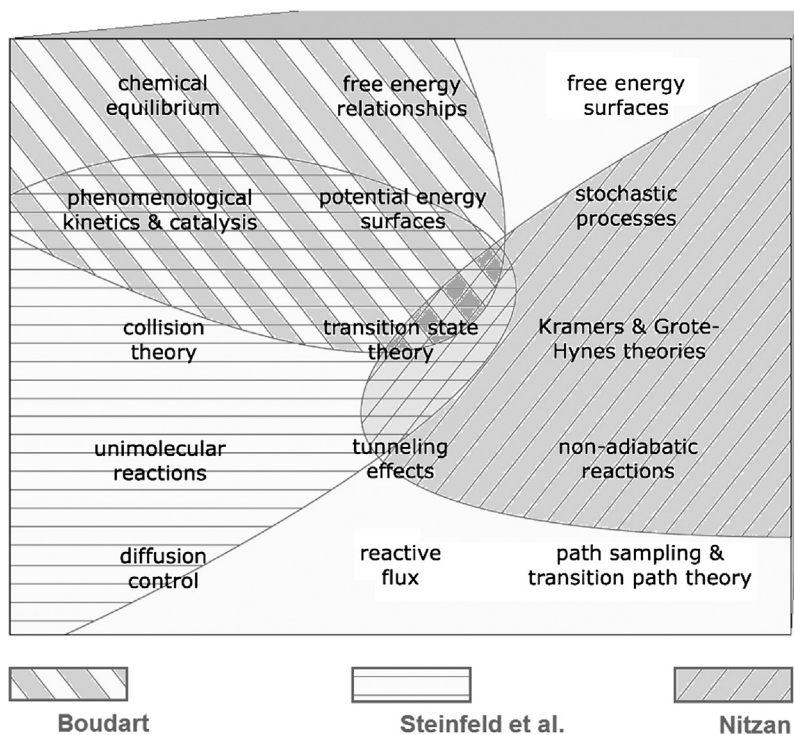 chemical
equilibrium
free energy
relationships
free energy
surfaces
phenomenological
kinetics & catalysis
potential energy
surfaces
stochastic
processes
collision
theory
transition state
theory
Kramers & Grote-
Hynes theories
unimolecular
reactions
tunneling
effects
non-adiabatic
reactions
diffusion
control
reactive
flux
path sampling &
transition path theory
Boudart
Steinfeld et al.
Nitzan